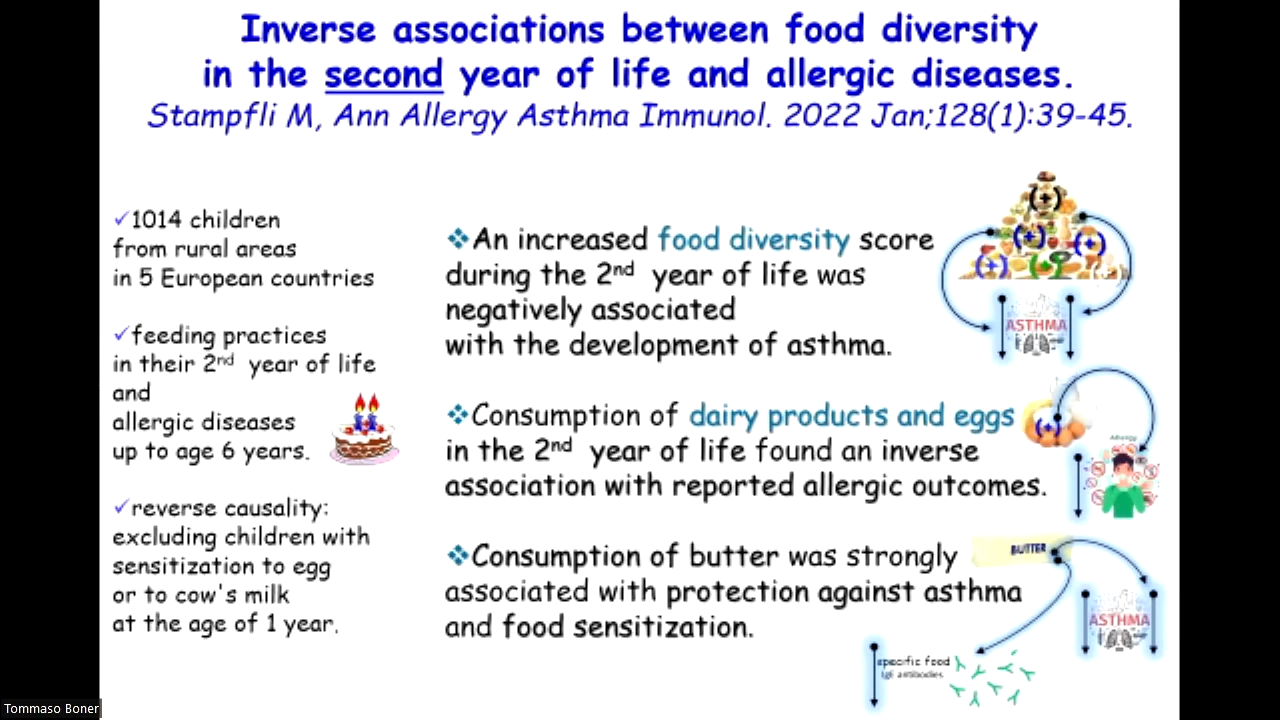 Inverse associations between food diversity
in the second year of life and allergic diseases.
Stampfli M, Ann Allergy Asthma Immunol. 2022 Jan;128(1):39-45.
✓1014 children
from rural areas
in 5 European countries
✓feeding practices
in their 2nd year of life
and
allergic diseases
up to age 6 years.
✓reverse causality:
excluding children with
sensitization to egg
or to cow's milk
at the age of 1 year.
❖An increased food diversity score
during the 2nd year of life was
negatively associated
with the development of asthma.
❖Consumption of dairy products and eggs
in the 2nd year of life found an inverse
association with reported allergic outcomes.
❖Consumption of butter was strongly
associated with protection against asthma
and food sensitization.
(+)
(+) (+)
(+) (+)
ASTHMA
(+)
Allergy
BUTTER
ASTHMA
specific food
IgE antibodies
Tommaso Boner